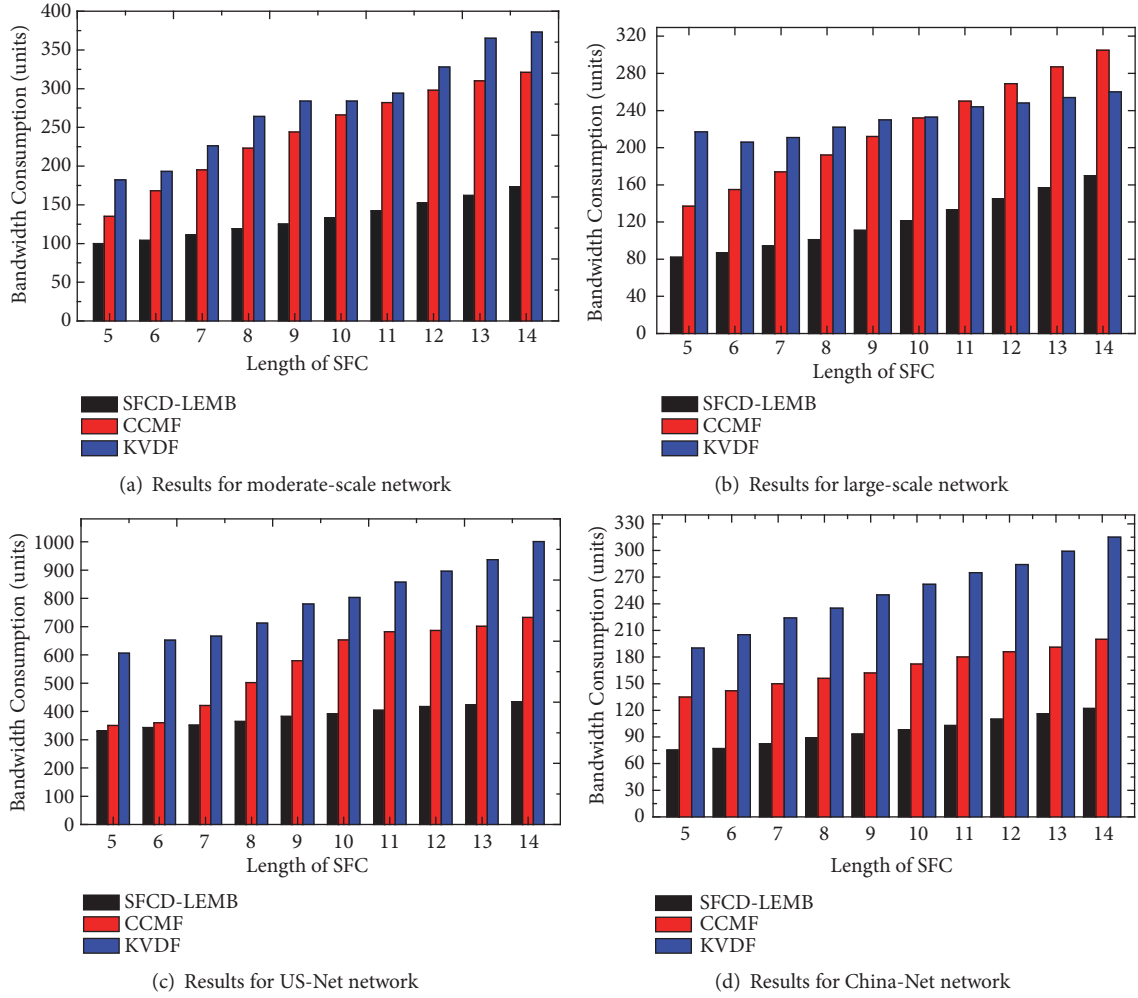 400
350
300
250
200
150
100
50
0
Bandwidth Consumption (units)
5 6 7 8 9 10 11 12 13 14
Length of SFC
SFCD-LEMB
CCMF
KVDF
(a) Results for moderate-scale network
320
280
240
200
160
120
80
40
0
Bandwidth Consumption (units)
5 6 7 8 9 10 11 12 13 14
Length of SFC
SFCD-LEMB
CCMF
KVDF
(b) Results for large-scale network
1000
900
800
700
600
500
400
300
200
100
0
Bandwidth Consumption (units)
5 6 7 8 9 10 11 12 13 14
Length of SFC
SFCD-LEMB
CCMF
KVDF
(c) Results for US-Net network
330
300
270
240
210
180
150
120
90
60
30
0
Bandwidth Consumption (units)
5 6 7 8 9 10 11 12 13 14
Length of SFC
SFCD-LEMB
CCMF
KVDF
(d) Results for China-Net network